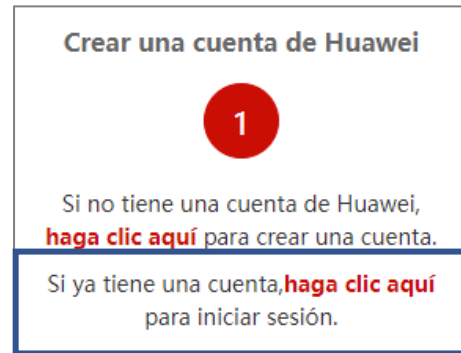 Crear una cuenta de Huawei
1
Si no tiene una cuenta de Huawei,
haga clic aquí para crear una cuenta.
Si ya tiene una cuenta,haga clic aquí
para iniciar sesión.